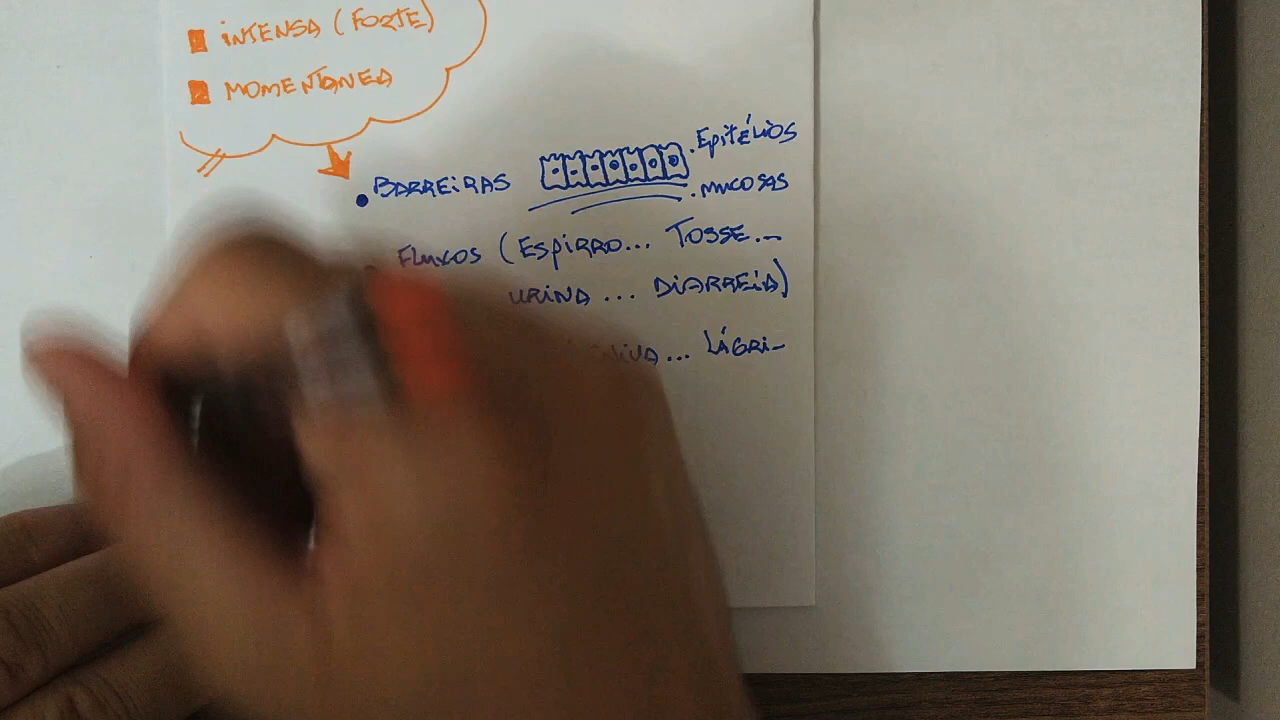 INTENSA (FORTE)
MOMENTANEA
BARREIRAS
.EPITÉLIOS
.MUCOSAS
FLUXOS (ESPIRRO... TOSSE...
URINA ... DIARREIA)
... LÁGRI-